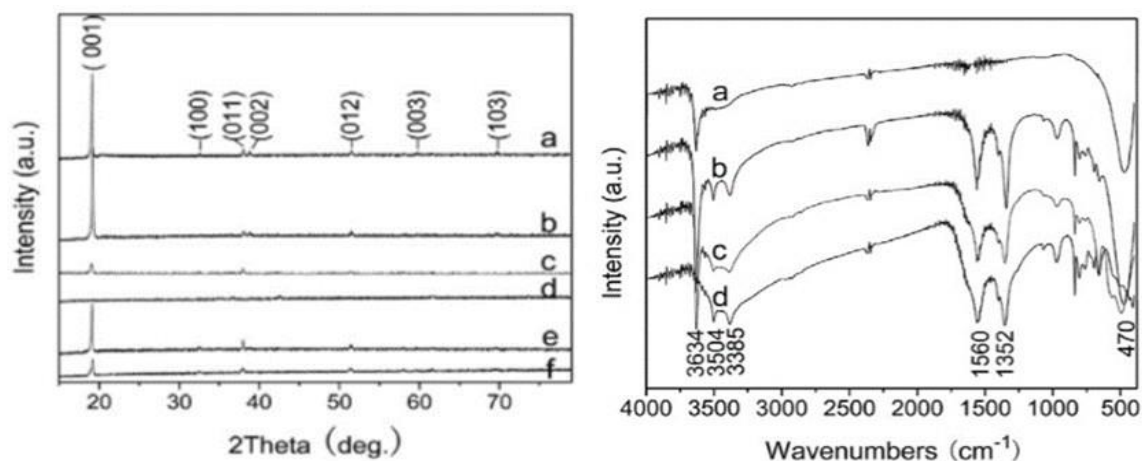 (001)
(100)
(011)
(002)
(012)
(003)
(103)
a
b
c
d
e
f
Intensity (a.u.)
20 30 40 50 60 70
2Theta (deg.)
a
b
c
d
3634
3504
3385
1560
1352
470
Intensity (a.u.)
4000 3500 3000 2500 2000 1500 1000 500
Wavenumbers (cm⁻¹)